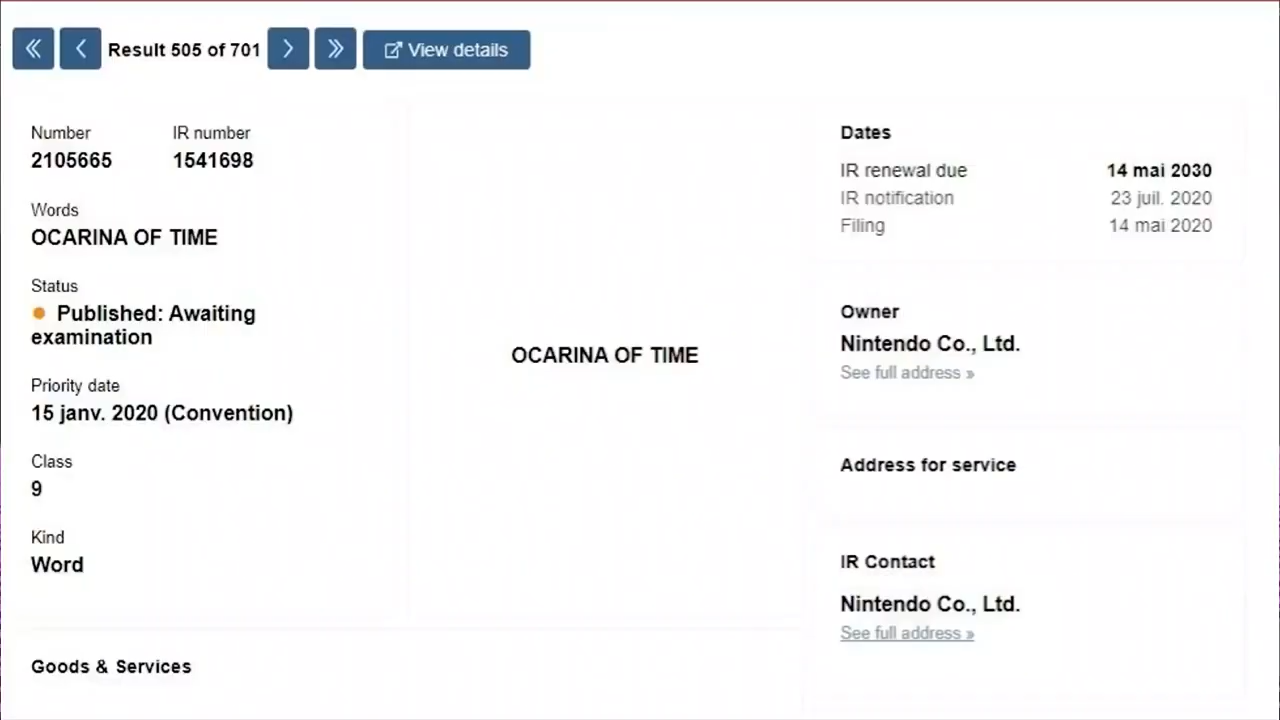 Result 505 of 701
View details
Number
IR number
2105665
1541698
Words
OCARINA OF TIME
Status
Published: Awaiting
examination
Priority date
15 janv. 2020 (Convention)
Class
9
Kind
Word
Goods & Services
OCARINA OF TIME
Dates
IR renewal due 14 mai 2030
IR notification 23 juil. 2020
Filing 14 mai 2020
Owner
Nintendo Co., Ltd.
See full address »
Address for service
IR Contact
Nintendo Co., Ltd.
See full address »